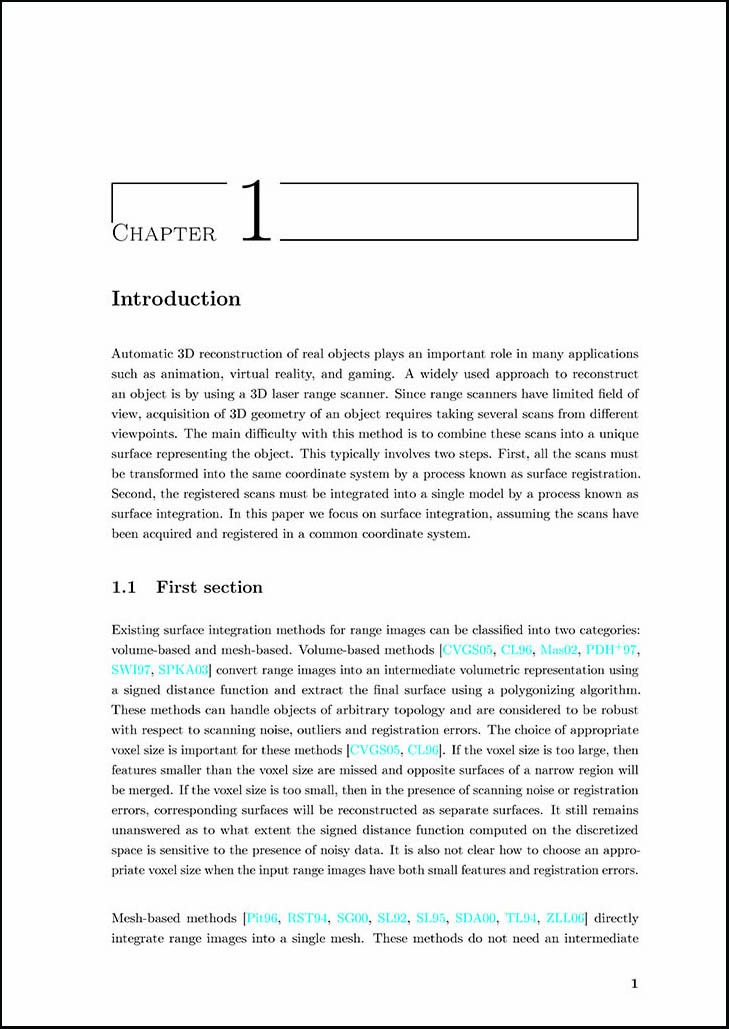 CHAPTER 1
Introduction
Automatic 3D reconstruction of real objects plays an important role in many applications
such as animation, virtual reality, and gaming. A widely used approach to reconstruct
an object is by using a 3D laser range scanner. Since range scanners have limited field of
view, acquisition of 3D geometry of an object requires taking several scans from different
viewpoints. The main difficulty with this method is to combine these scans into a unique
surface representing the object. This typically involves two steps. First, all the scans must
be transformed into the same coordinate system by a process known as surface registration.
Second, the registered scans must be integrated into a single model by a process known as
surface integration. In this paper we focus on surface integration, assuming the scans have
been acquired and registered in a common coordinate system.
1.1 First section
Existing surface integration methods for range images can be classified into two categories:
volume-based and mesh-based. Volume-based methods [CVGS05, CL96, Mas02, PDH+97,
SWI97, SPKA03] convert range images into an intermediate volumetric representation using
a signed distance function and extract the final surface using a polygonizing algorithm.
These methods can handle objects of arbitrary topology and are considered to be robust
with respect to scanning noise, outliers and registration errors. The choice of appropriate
voxel size is important for these methods [CVGS05, CL96]. If the voxel size is too large, then
features smaller than the voxel size are missed and opposite surfaces of a narrow region will
be merged. If the voxel size is too small, then in the presence of scanning noise or registration
errors, corresponding surfaces will be reconstructed as separate surfaces. It still remains
unanswered as to what extent the signed distance function computed on the discretized
space is sensitive to the presence of noisy data. It is also not clear how to choose an appro-
priate voxel size when the input range images have both small features and registration errors.
Mesh-based methods [Pit96, RST94, SG00, SL92, SL95, SDA00, TL94, ZLL06] directly
integrate range images into a single mesh. These methods do not need an intermediate
1